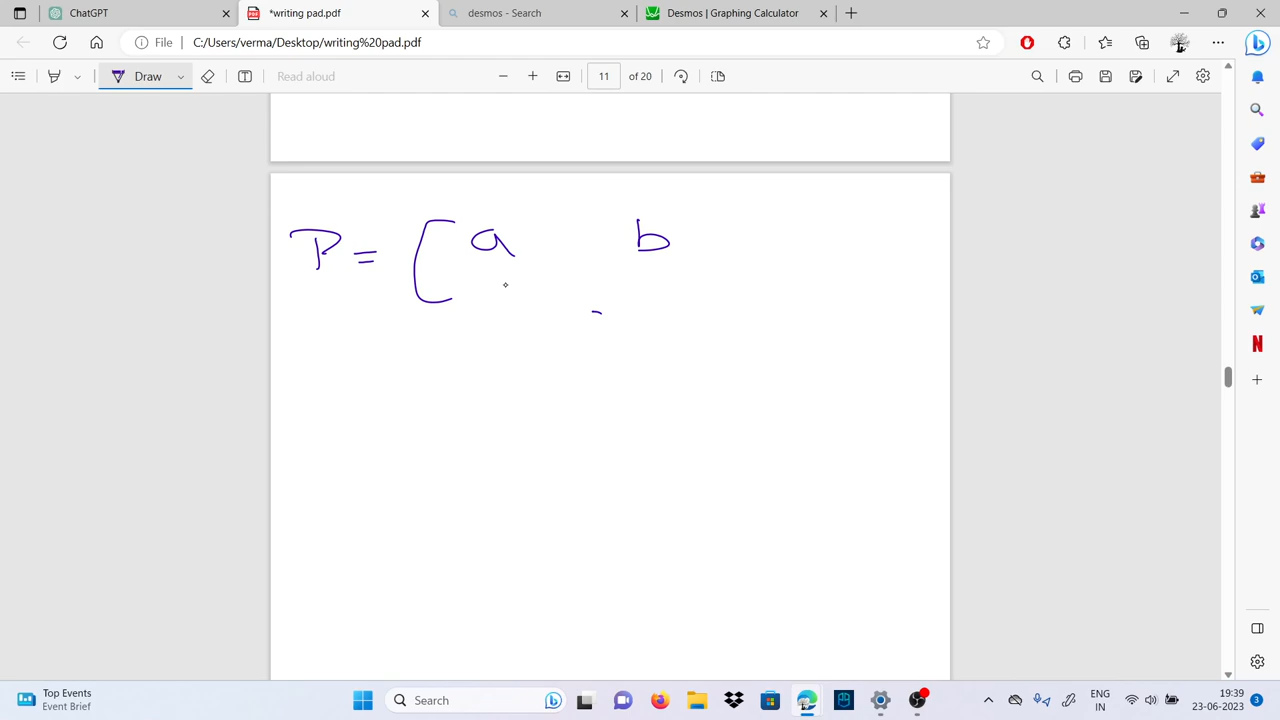 ChatGPT
*writing pad.pdf
desmos - Search
Desmos | Graphing Calculator
File
C:/Users/verma/Desktop/writing%20pad.pdf
Draw
Read aloud
11 of 20
P = [ a b
-
Top Events
Event Brief
Search
ENG
IN
19:39
23-06-2023
3